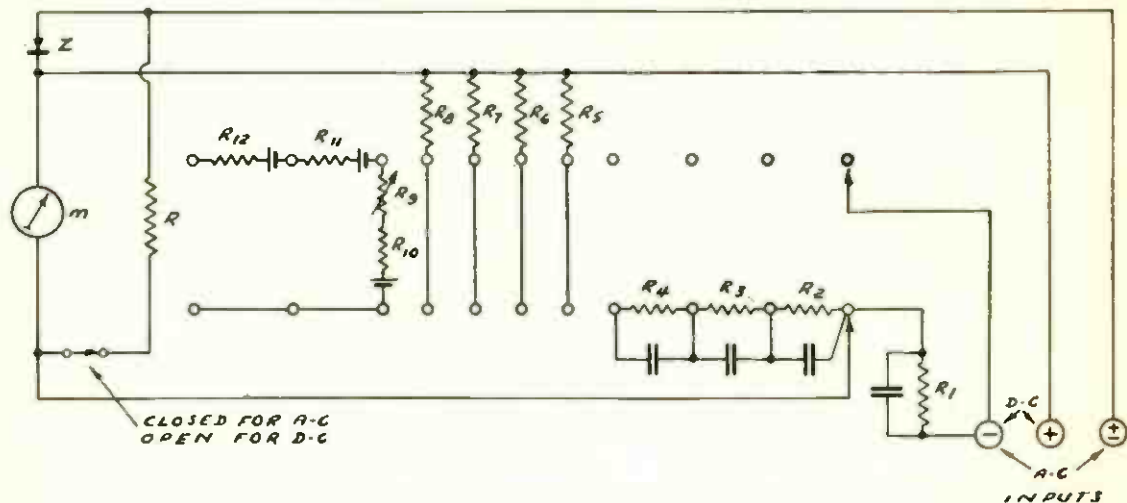 Z
R12
R11
R8
R7
R6
R5
R9
m
R
R10
R4
R3
R2
R1
CLOSED FOR A-C
OPEN FOR D-C
D-C
−
+
±
A-C
INPUTS